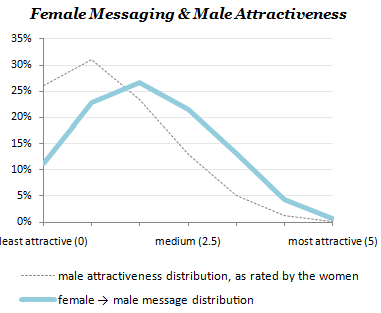 Female Messaging & Male Attractiveness
35%
30%
25%
20%
15%
10%
5%
0%
least attractive (0) medium (2.5) most attractive (5)
male attractiveness distribution, as rated by the women
female → male message distribution